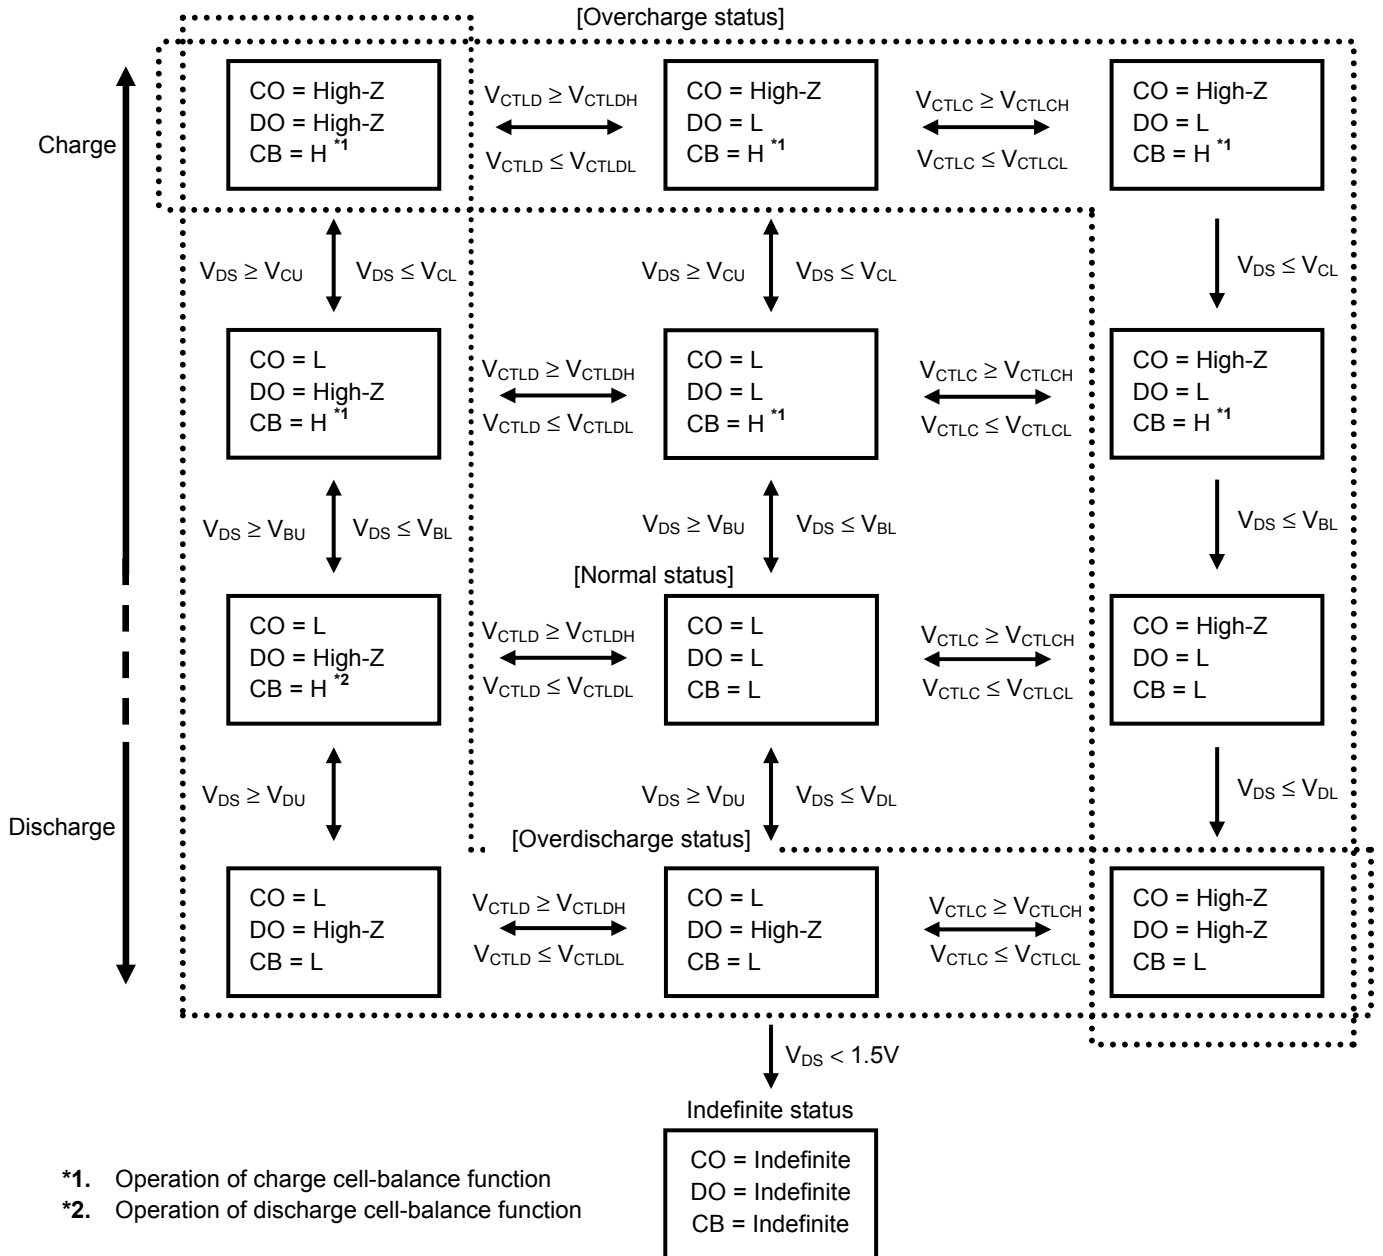 [Overcharge status]
Charge
CO = High-Z
DO = High-Z
CB = H *1
VCTLD ≥ VCTLDH
VCTLD ≤ VCTLDL
CO = High-Z
DO = L
CB = H *1
VCTLC ≥ VCTLCH
VCTLC ≤ VCTLCL
CO = High-Z
DO = L
CB = H *1
VDS ≥ VCU VDS ≤ VCL
VDS ≥ VCU VDS ≤ VCL
VDS ≤ VCL
CO = L
DO = High-Z
CB = H *1
VCTLD ≥ VCTLDH
VCTLD ≤ VCTLDL
CO = L
DO = L
CB = H *1
VCTLC ≥ VCTLCH
VCTLC ≤ VCTLCL
CO = High-Z
DO = L
CB = H *1
VDS ≥ VBU VDS ≤ VBL
VDS ≥ VBU VDS ≤ VBL
VDS ≤ VBL
[Normal status]
CO = L
DO = High-Z
CB = H *2
VCTLD ≥ VCTLDH
VCTLD ≤ VCTLDL
CO = L
DO = L
CB = L
VCTLC ≥ VCTLCH
VCTLC ≤ VCTLCL
CO = High-Z
DO = L
CB = L
Discharge
VDS ≥ VDU
VDS ≥ VDU VDS ≤ VDL
VDS ≤ VDL
[Overdischarge status]
CO = L
DO = High-Z
CB = L
VCTLD ≥ VCTLDH
VCTLD ≤ VCTLDL
CO = L
DO = High-Z
CB = L
VCTLC ≥ VCTLCH
VCTLC ≤ VCTLCL
CO = High-Z
DO = High-Z
CB = L
VDS < 1.5V
Indefinite status
CO = Indefinite
DO = Indefinite
CB = Indefinite
*1. Operation of charge cell-balance function
*2. Operation of discharge cell-balance function